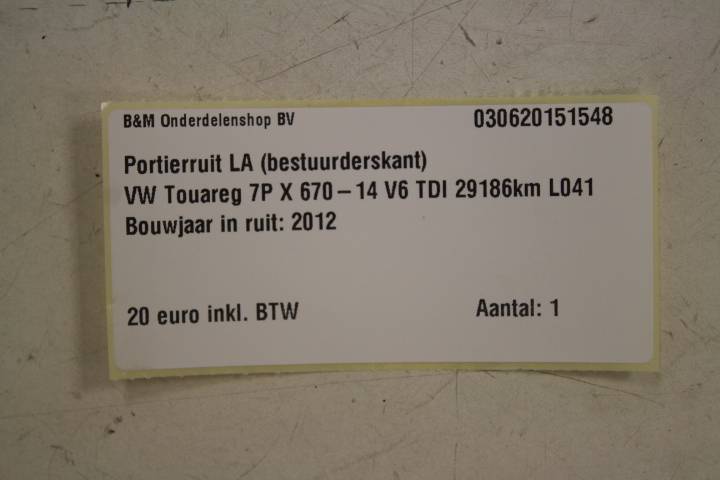 B&M Onderdelenshop BV 030620151548
Portierruit LA (bestuurderskant)
VW Touareg 7P X 670-14 V6 TDI 29186km L041
Bouwjaar in ruit: 2012
20 euro inkl. BTW Aantal: 1